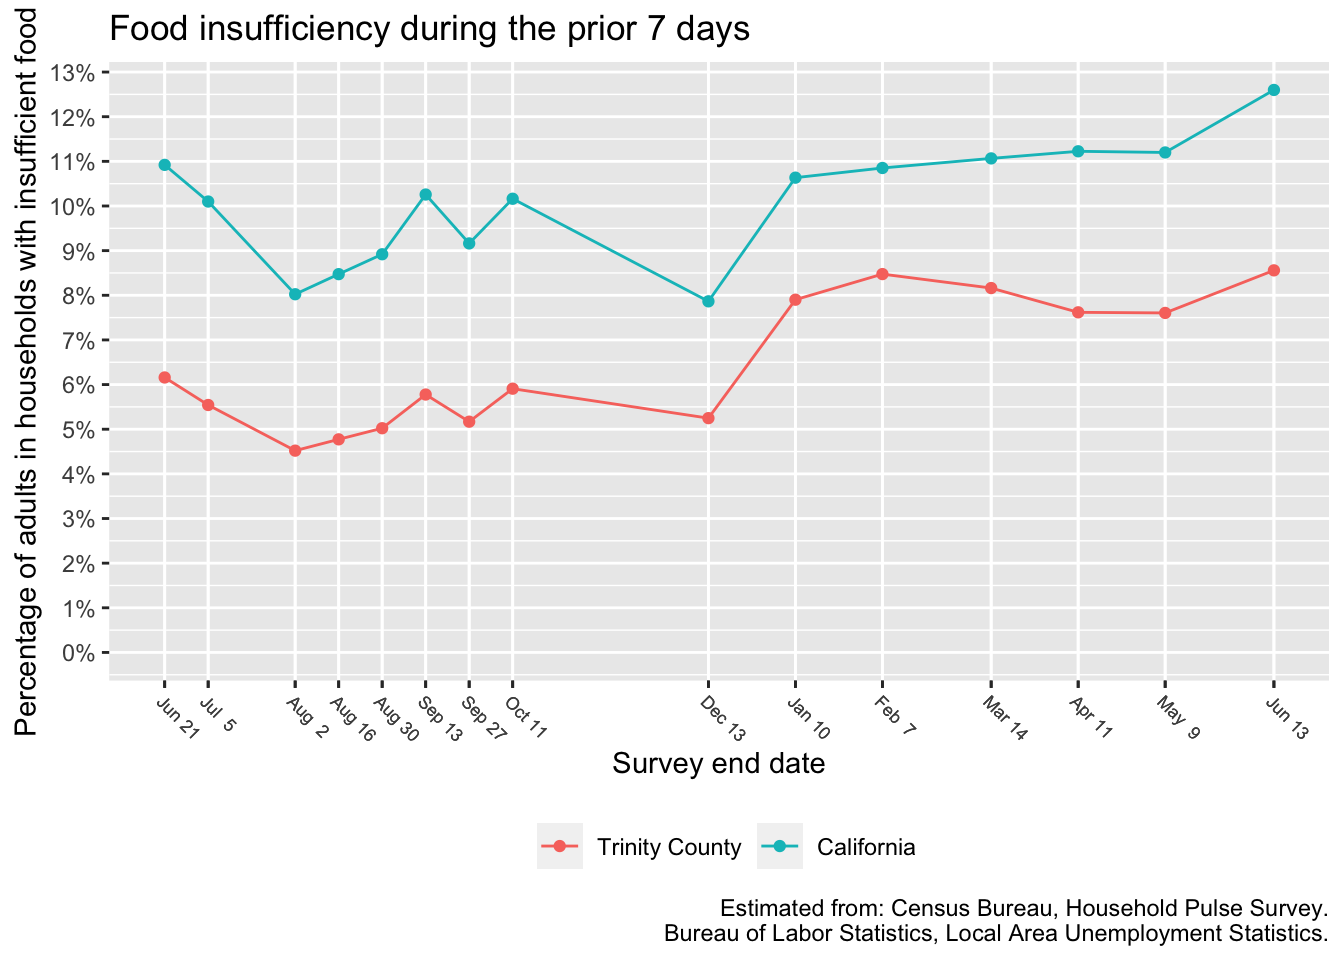 Food insufficiency during the prior 7 days
Percentage of adults in households with insufficient food
13%
12%
11%
10%
9%
8%
7%
6%
5%
4%
3%
2%
1%
0%
Jun 21
Jul 5
Aug 2
Aug 16
Aug 30
Sep 13
Sep 27
Oct 11
Dec 13
Jan 10
Feb 7
Mar 14
Apr 11
May 9
Jun 13
Survey end date
Trinity County
California
Estimated from: Census Bureau, Household Pulse Survey.
Bureau of Labor Statistics, Local Area Unemployment Statistics.